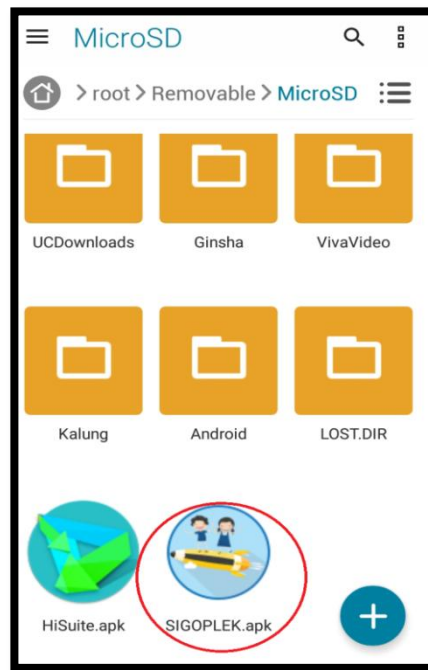 MicroSD
> root > Removable > MicroSD
UCDownloads Ginsha VivaVideo
Kalung Android LOST.DIR
HiSuite.apk SIGOPLEK.apk